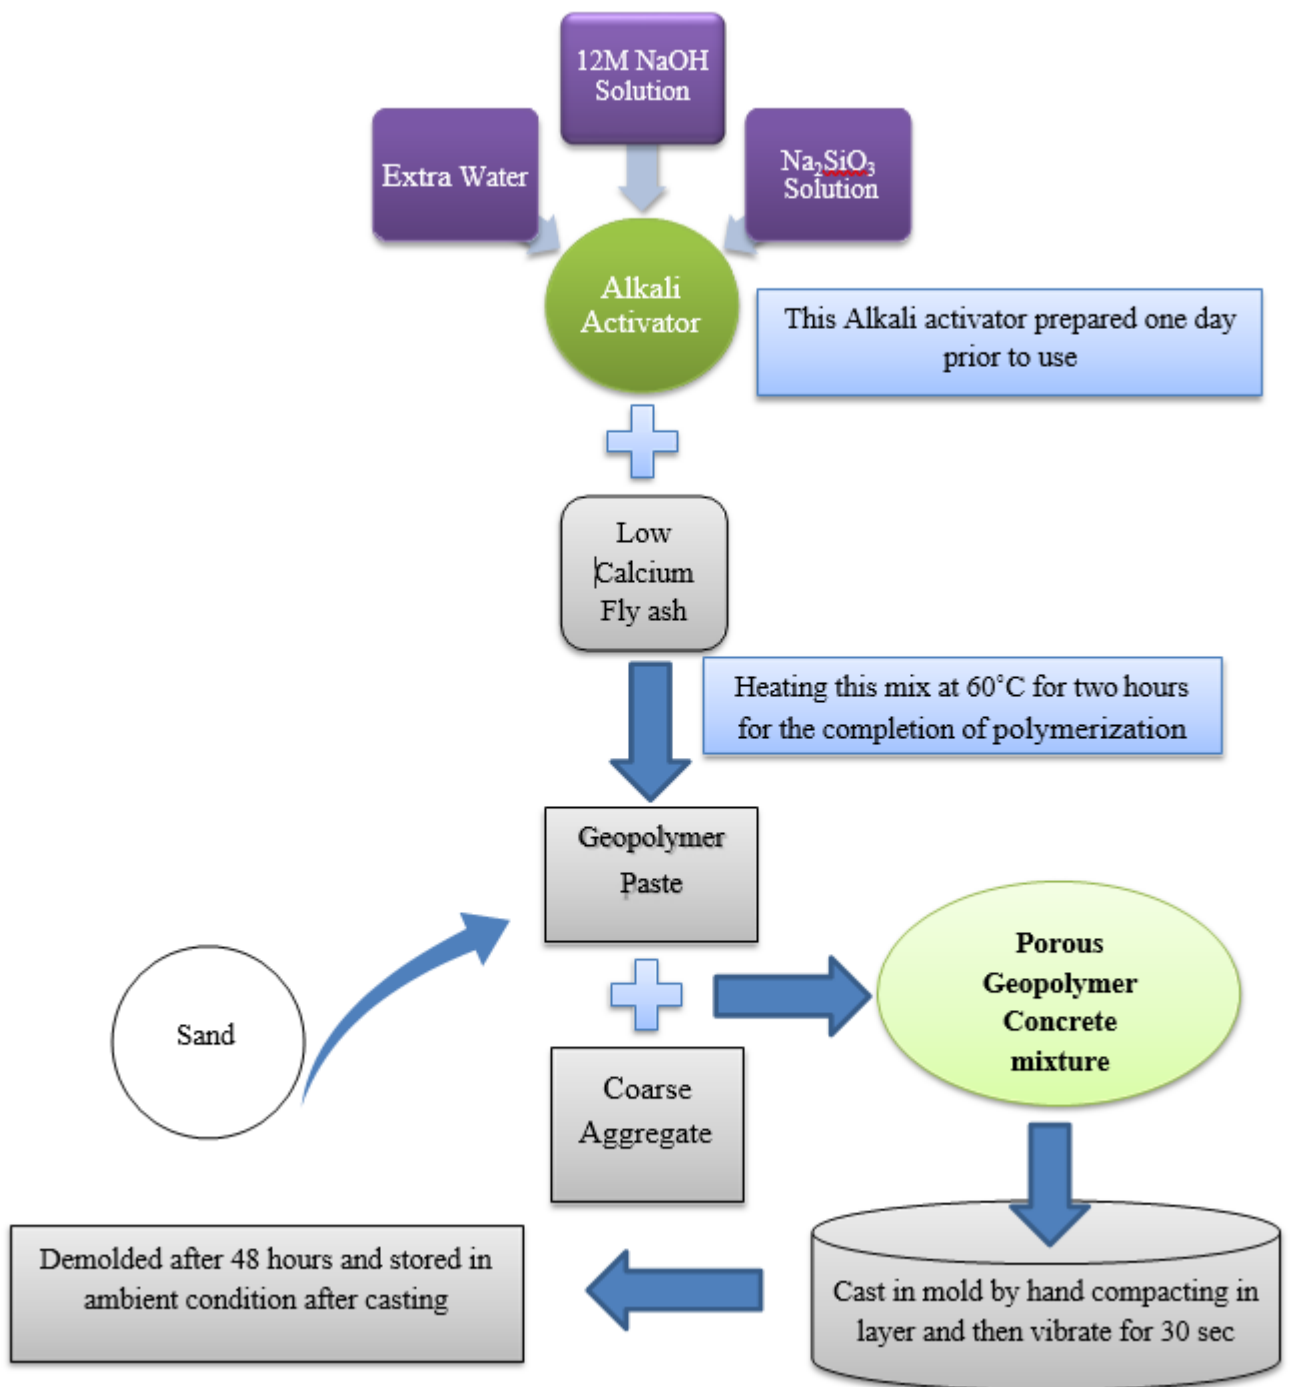 12M NaOH
Solution
Extra Water
Na₂SiO₃
Solution
Alkali
Activator
This Alkali activator prepared one day
prior to use
Low
Calcium
Fly ash
Heating this mix at 60˚C for two hours
for the completion of polymerization
Geopolymer
Paste
Sand
Porous
Geopolymer
Concrete
mixture
Coarse
Aggregate
Cast in mold by hand compacting in
layer and then vibrate for 30 sec
Demolded after 48 hours and stored in
ambient condition after casting